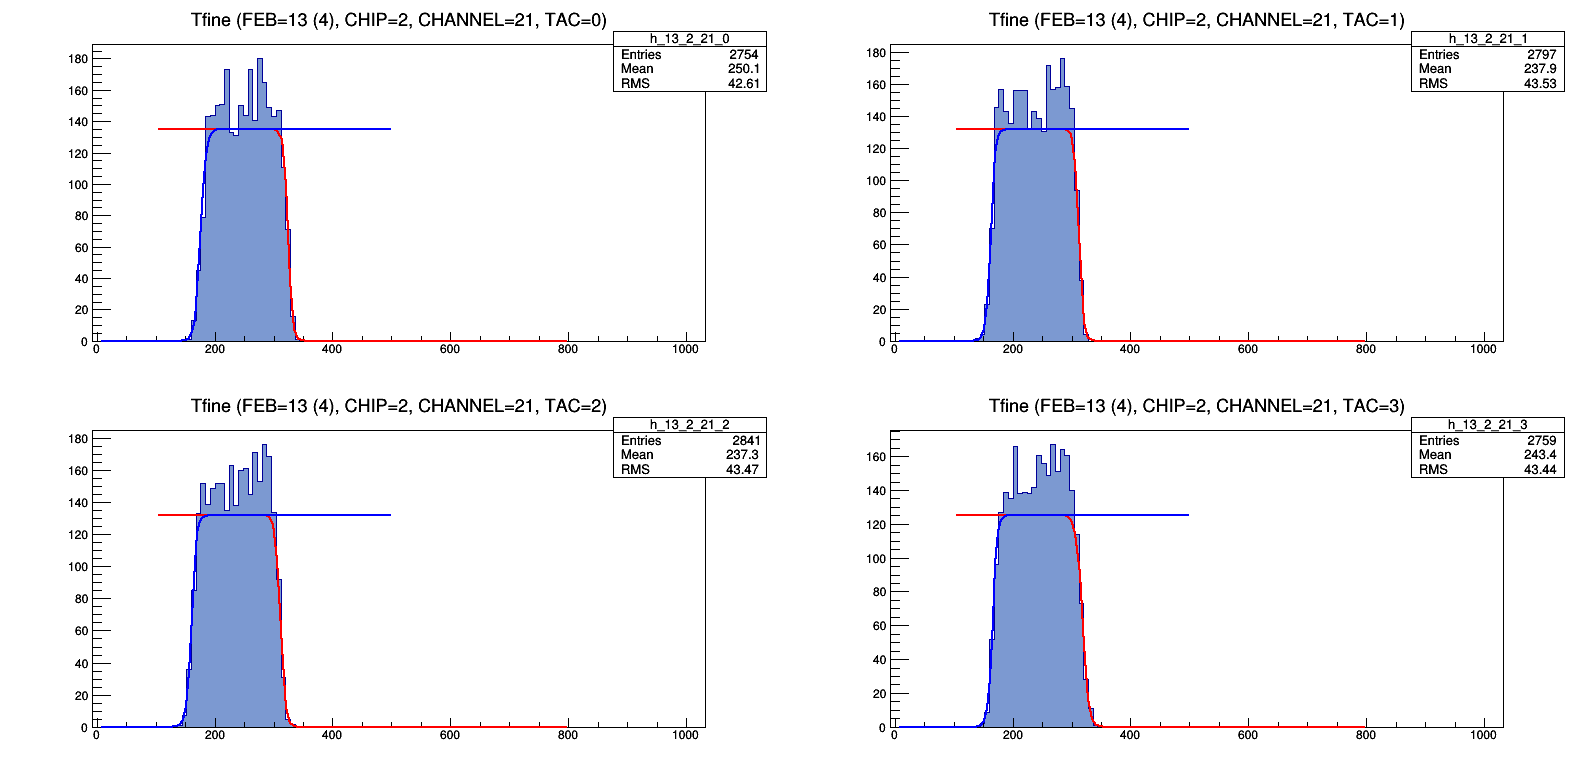 Tfine (FEB=13 (4), CHIP=2, CHANNEL=21, TAC=0)
h_13_2_21_0
Entries 2754
Mean 250.1
RMS 42.61
180
160
140
120
100
80
60
40
20
0
0 200 400 600 800 1000
Tfine (FEB=13 (4), CHIP=2, CHANNEL=21, TAC=1)
h_13_2_21_1
Entries 2797
Mean 237.9
RMS 43.53
180
160
140
120
100
80
60
40
20
0
0 200 400 600 800 1000
Tfine (FEB=13 (4), CHIP=2, CHANNEL=21, TAC=2)
h_13_2_21_2
Entries 2841
Mean 237.3
RMS 43.47
180
160
140
120
100
80
60
40
20
0
0 200 400 600 800 1000
Tfine (FEB=13 (4), CHIP=2, CHANNEL=21, TAC=3)
h_13_2_21_3
Entries 2759
Mean 243.4
RMS 43.44
160
140
120
100
80
60
40
20
0
0 200 400 600 800 1000